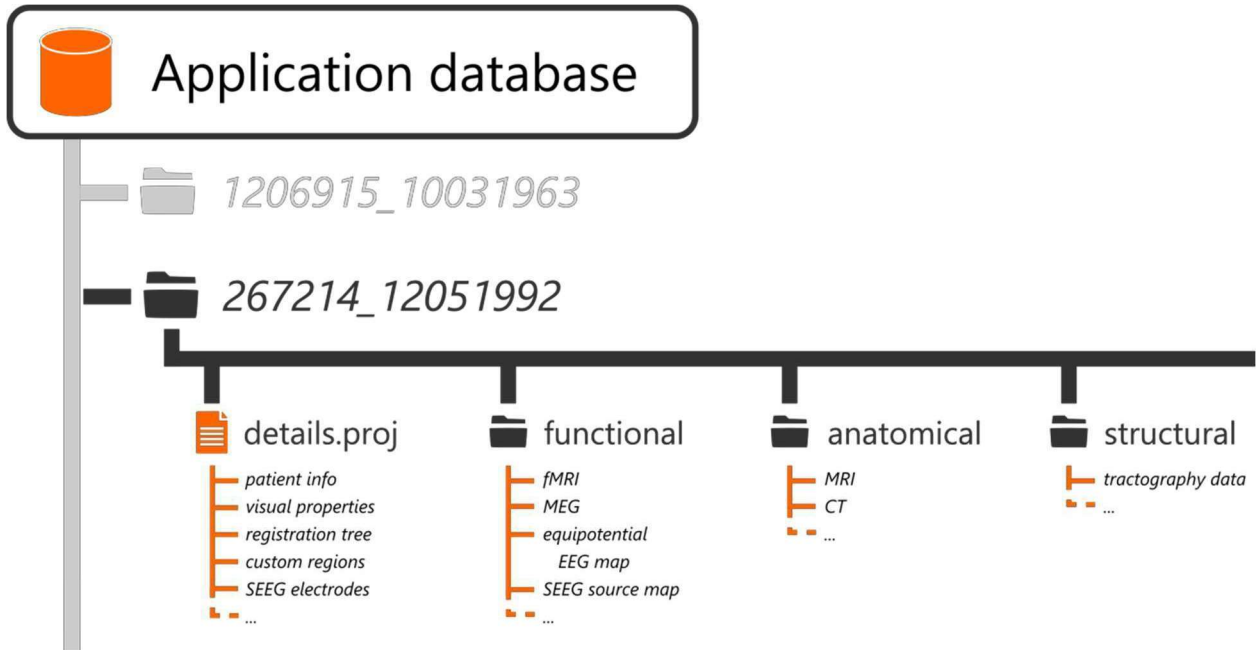 Application database
1206915_10031963
267214_12051992
details.proj
patient info
visual properties
registration tree
custom regions
SEEG electrodes
...
functional
fMRI
MEG
equipotential
EEG map
SEEG source map
...
anatomical
MRI
CT
...
structural
tractography data
...